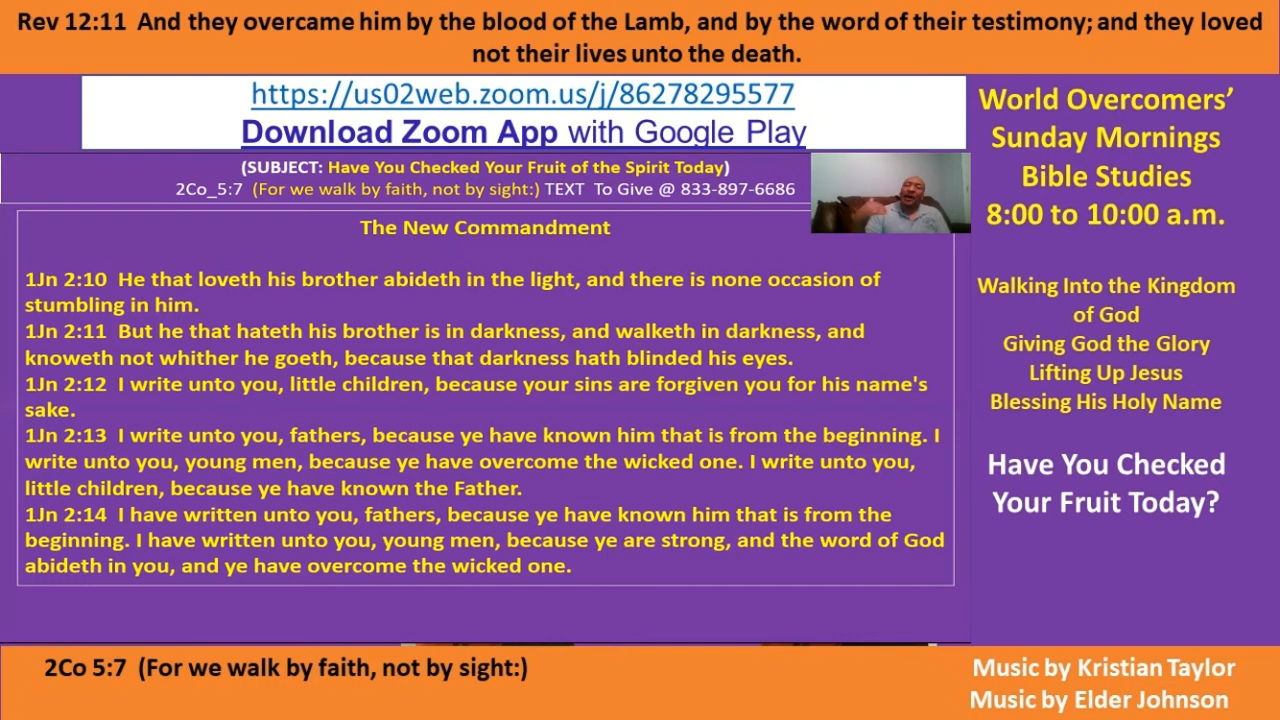 Rev 12:11  And they overcame him by the blood of the Lamb, and by the word of their testimony; and they loved
not their lives unto the death.
https://us02web.zoom.us/j/86278295577
Download Zoom App with Google Play
(SUBJECT: Have You Checked Your Fruit of the Spirit Today)
2Co_5:7  (For we walk by faith, not by sight:) TEXT  To Give @ 833-897-6686
The New Commandment
1Jn 2:10  He that loveth his brother abideth in the light, and there is none occasion of
stumbling in him.
1Jn 2:11  But he that hateth his brother is in darkness, and walketh in darkness, and
knoweth not whither he goeth, because that darkness hath blinded his eyes.
1Jn 2:12  I write unto you, little children, because your sins are forgiven you for his name's
sake.
1Jn 2:13  I write unto you, fathers, because ye have known him that is from the beginning. I
write unto you, young men, because ye have overcome the wicked one. I write unto you,
little children, because ye have known the Father.
1Jn 2:14  I have written unto you, fathers, because ye have known him that is from the
beginning. I have written unto you, young men, because ye are strong, and the word of God
abideth in you, and ye have overcome the wicked one.
World Overcomers’
Sunday Mornings
Bible Studies
8:00 to 10:00 a.m.
Walking Into the Kingdom
of God
Giving God the Glory
Lifting Up Jesus
Blessing His Holy Name
Have You Checked
Your Fruit Today?
2Co 5:7  (For we walk by faith, not by sight:)
Music by Kristian Taylor
Music by Elder Johnson